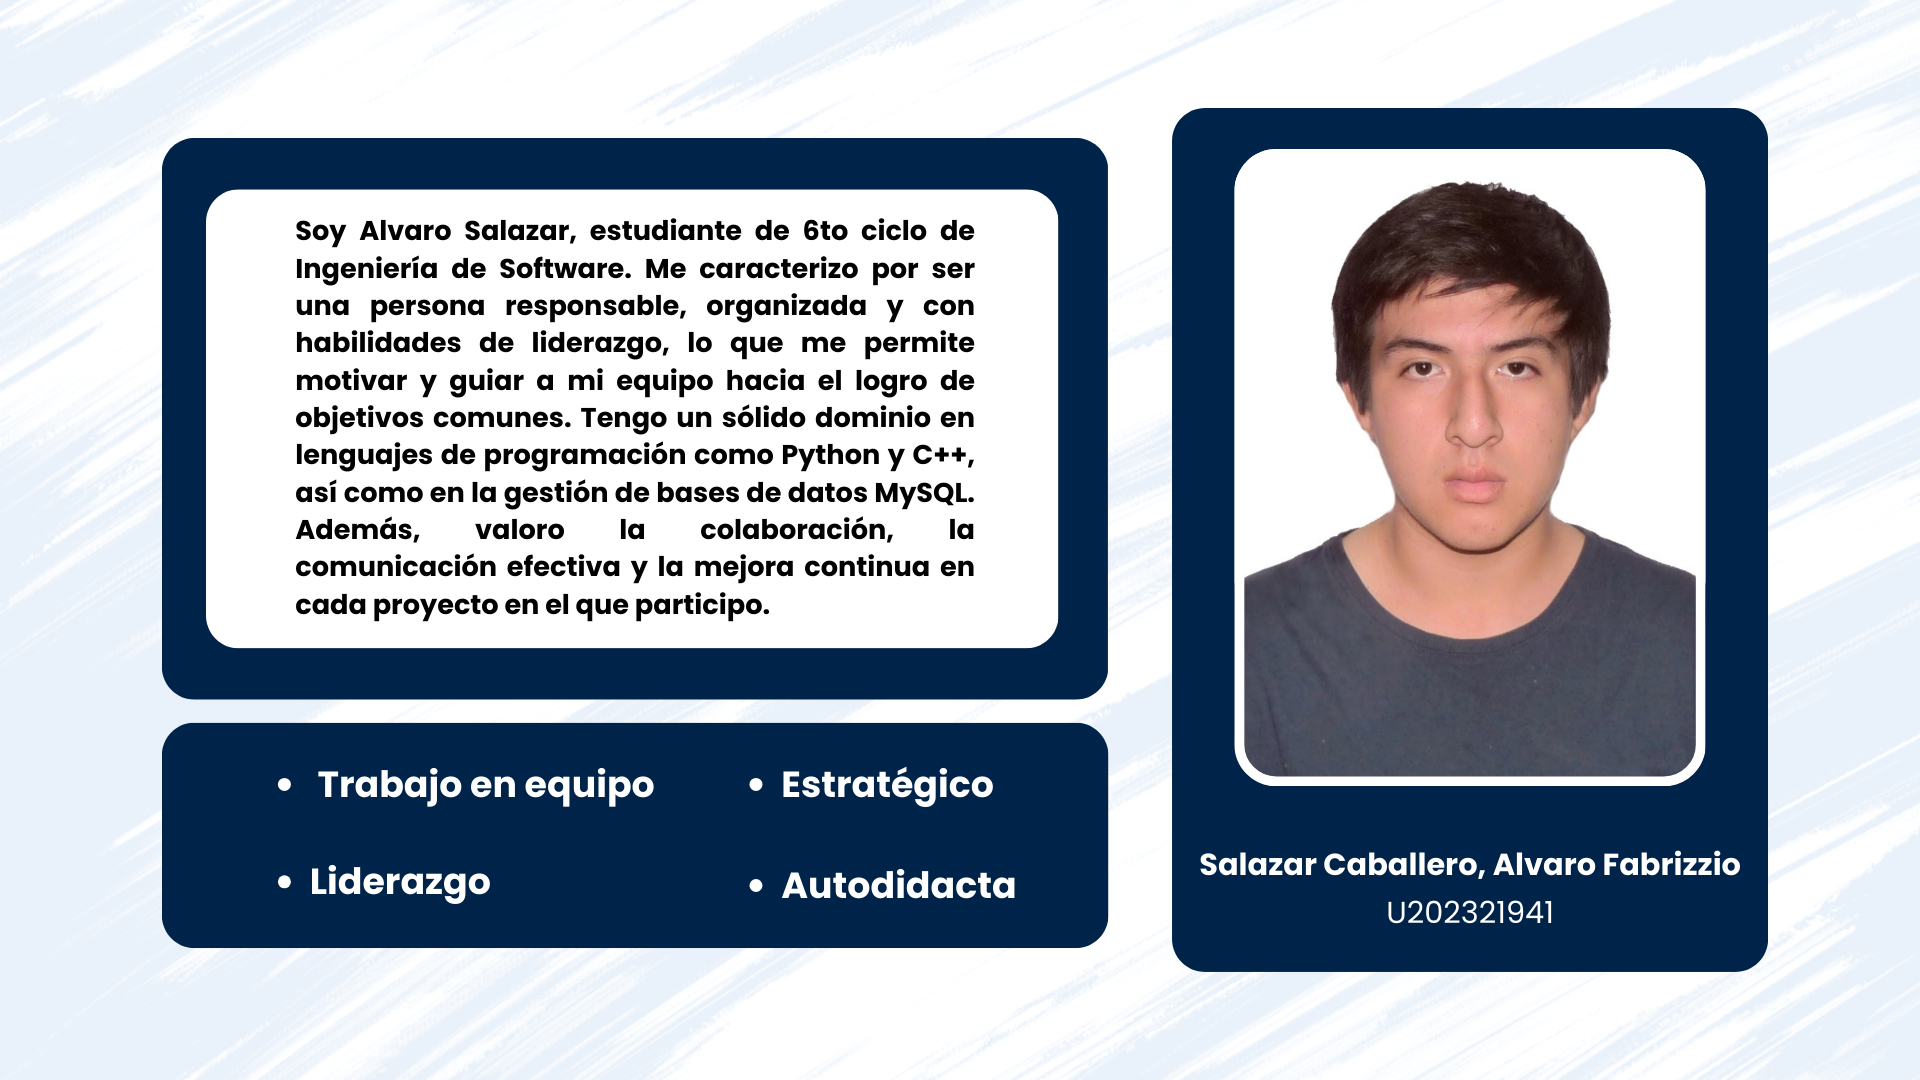 Soy Alvaro Salazar, estudiante de 6to ciclo de
Ingeniería de Software. Me caracterizo por ser
una persona responsable, organizada y con
habilidades de liderazgo, lo que me permite
motivar y guiar a mi equipo hacia el logro de
objetivos comunes. Tengo un sólido dominio en
lenguajes de programación como Python y C++,
así como en la gestión de bases de datos MySQL.
Además, valoro la colaboración, la
comunicación efectiva y la mejora continua en
cada proyecto en el que participo.
• Trabajo en equipo
• Liderazgo
• Estratégico
• Autodidacta
Salazar Caballero, Alvaro Fabrizzio
U202321941